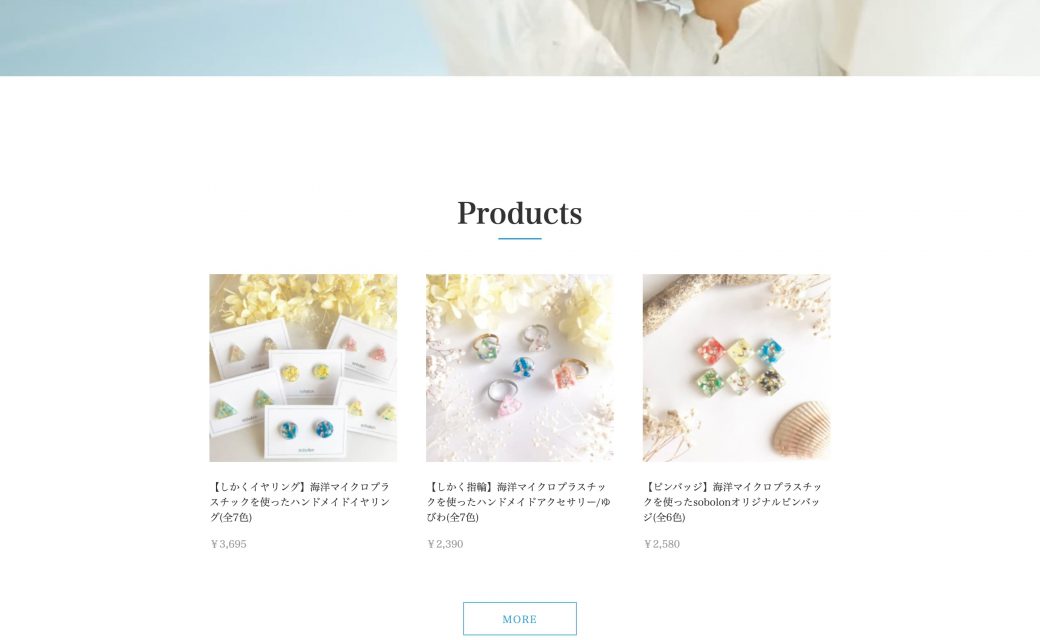 Products
sobolon
sobolon
【しかくイヤリング】海洋マイクロプラ
スチックを使ったハンドメイドイヤリン
グ(全7色)
￥3,695
【しかく指輪】海洋マイクロプラスチッ
クを使ったハンドメイドアクセサリー/ゆ
びわ(全7色)
￥2,390
【ピンバッジ】海洋マイクロプラスチッ
クを使ったsobolonオリジナルピンバッ
ジ(全6色)
￥2,580
MORE